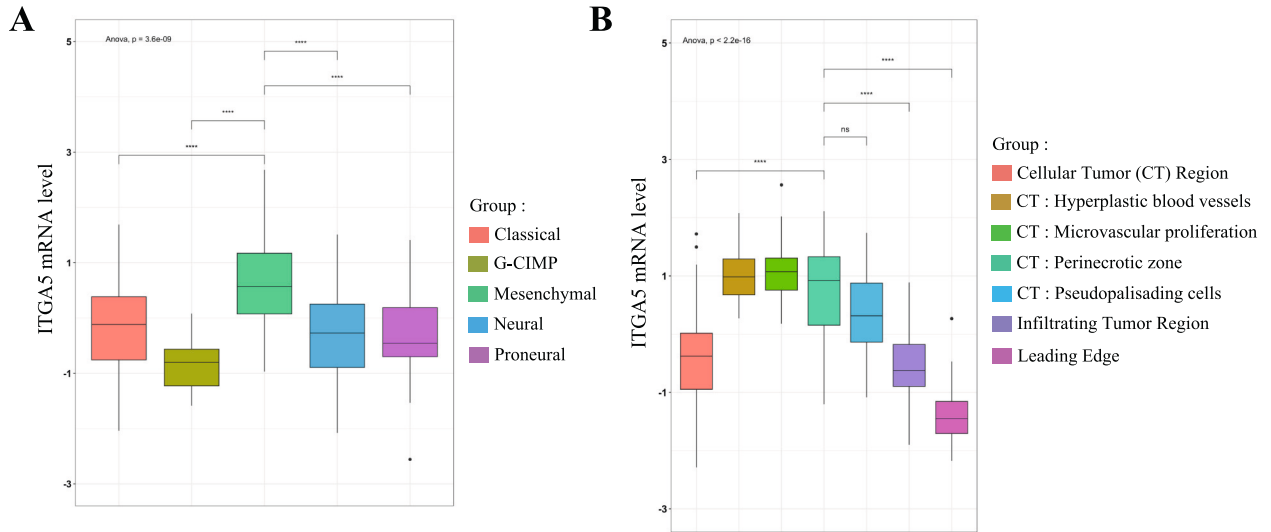 A
Anova, p = 3.6e-09
****
****
****
****
5
3
1
-1
-3
ITGA5 mRNA level
Group :
Classical
G-CIMP
Mesenchymal
Neural
Proneural
B
Anova, p < 2.2e-16
****
****
ns
****
5
3
1
-1
-3
ITGA5 mRNA level
Group :
Cellular Tumor (CT) Region
CT : Hyperplastic blood vessels
CT : Microvascular proliferation
CT : Perinecrotic zone
CT : Pseudopalisading cells
Infiltrating Tumor Region
Leading Edge